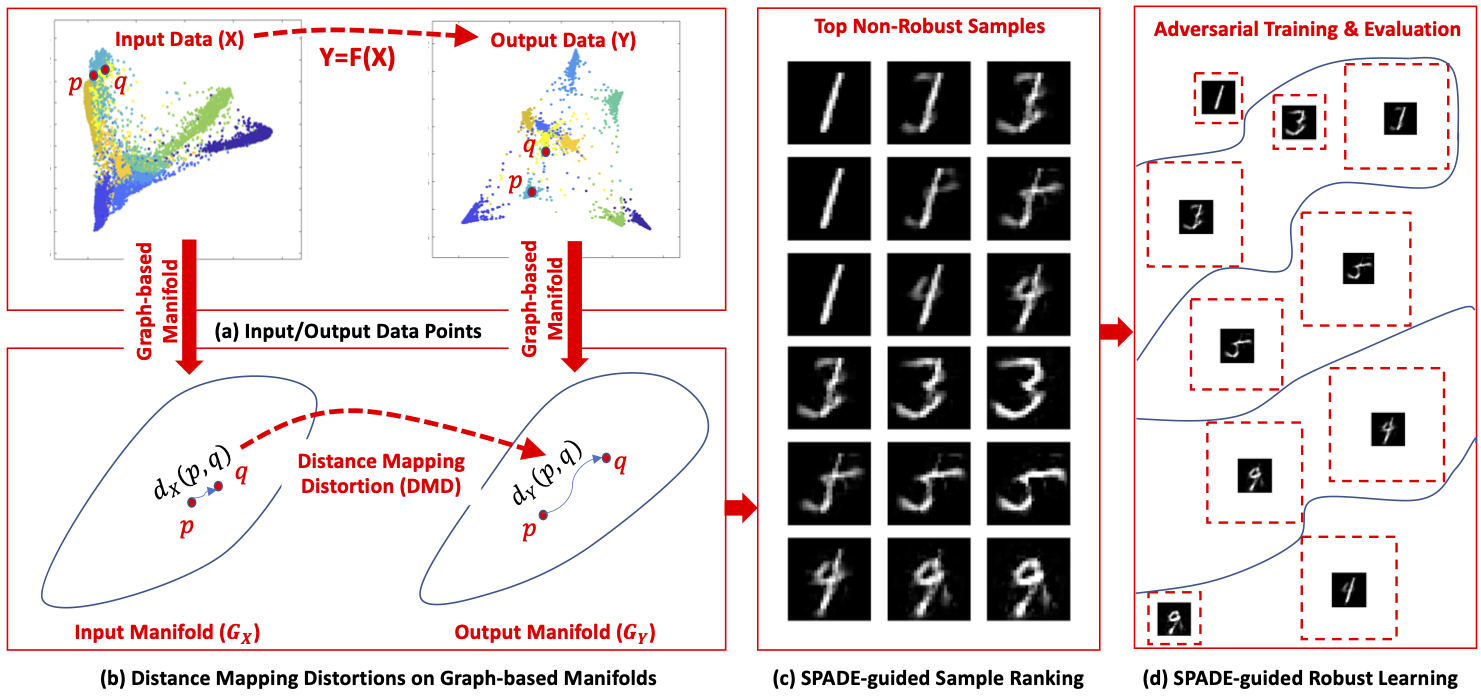 Input Data (X)
Y=F(X)
Output Data (Y)
p
q
q
p
Graph-based
Manifold
Graph-based
Manifold
(a) Input/Output Data Points
d_X(p,q)
q
p
Distance Mapping
Distortion (DMD)
d_Y(p,q)
q
p
Input Manifold (G_X)
Output Manifold (G_Y)
(b) Distance Mapping Distortions on Graph-based Manifolds
Top Non-Robust Samples
(c) SPADE-guided Sample Ranking
Adversarial Training & Evaluation
(d) SPADE-guided Robust Learning